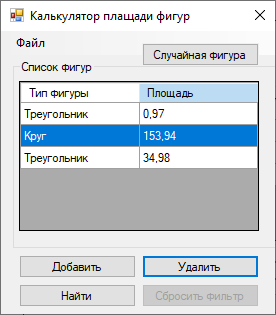 Калькулятор площади фигур
Файл
Случайная фигура
Список фигур
Тип фигуры Площадь
Треугольник 0,97
Круг 153,94
Треугольник 34,98
Добавить Удалить
Найти Сбросить фильтр